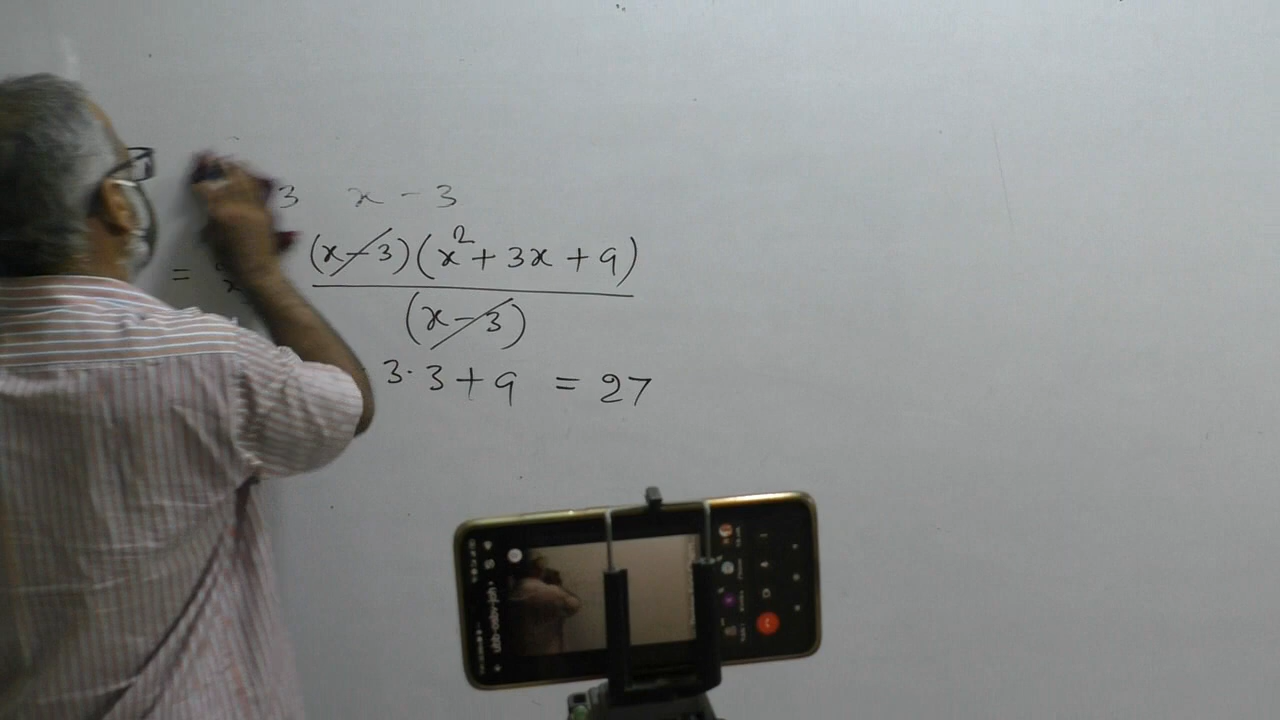 3 x - 3
= (x-3)(x²+3x+9)
(x-3)
3·3+9 = 27